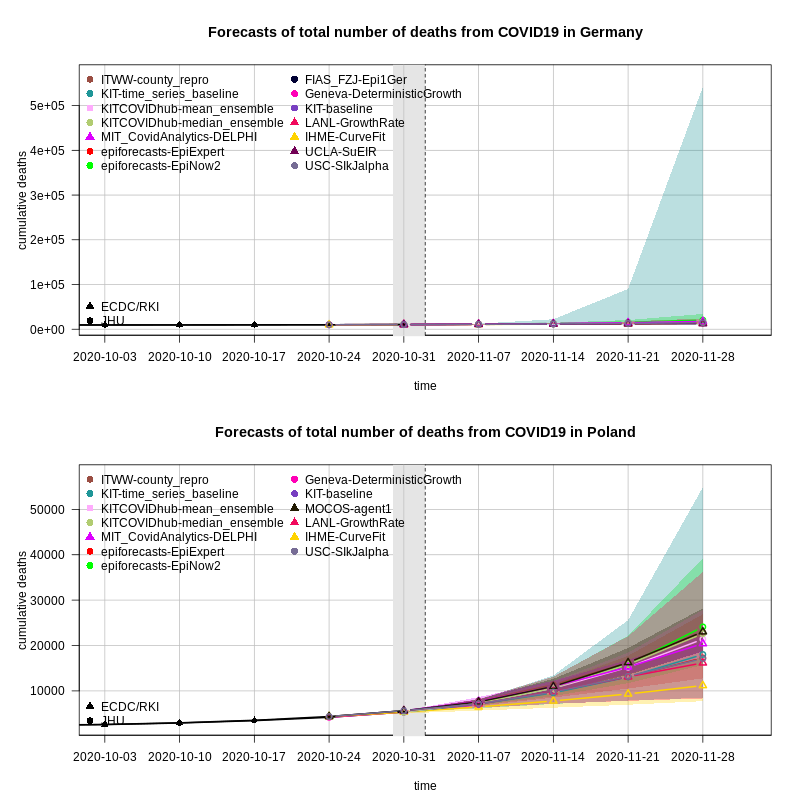 Forecasts of total number of deaths from COVID19 in Germany
cumulative deaths
5e+05
4e+05
3e+05
2e+05
1e+05
0e+00
ITWW-county_repro
KIT-time_series_baseline
KITCOVIDhub-mean_ensemble
KITCOVIDhub-median_ensemble
MIT_CovidAnalytics-DELPHI
epiforecasts-EpiExpert
epiforecasts-EpiNow2
FIAS_FZJ-Epi1Ger
Geneva-DeterministicGrowth
KIT-baseline
LANL-GrowthRate
IHME-CurveFit
UCLA-SuEIR
USC-SIkJalpha
ECDC/RKI
JHU
2020-10-03 2020-10-10 2020-10-17 2020-10-24 2020-10-31 2020-11-07 2020-11-14 2020-11-21 2020-11-28
time
Forecasts of total number of deaths from COVID19 in Poland
cumulative deaths
50000
40000
30000
20000
10000
ITWW-county_repro
KIT-time_series_baseline
KITCOVIDhub-mean_ensemble
KITCOVIDhub-median_ensemble
MIT_CovidAnalytics-DELPHI
epiforecasts-EpiExpert
epiforecasts-EpiNow2
Geneva-DeterministicGrowth
KIT-baseline
MOCOS-agent1
LANL-GrowthRate
IHME-CurveFit
USC-SIkJalpha
ECDC/RKI
JHU
2020-10-03 2020-10-10 2020-10-17 2020-10-24 2020-10-31 2020-11-07 2020-11-14 2020-11-21 2020-11-28
time